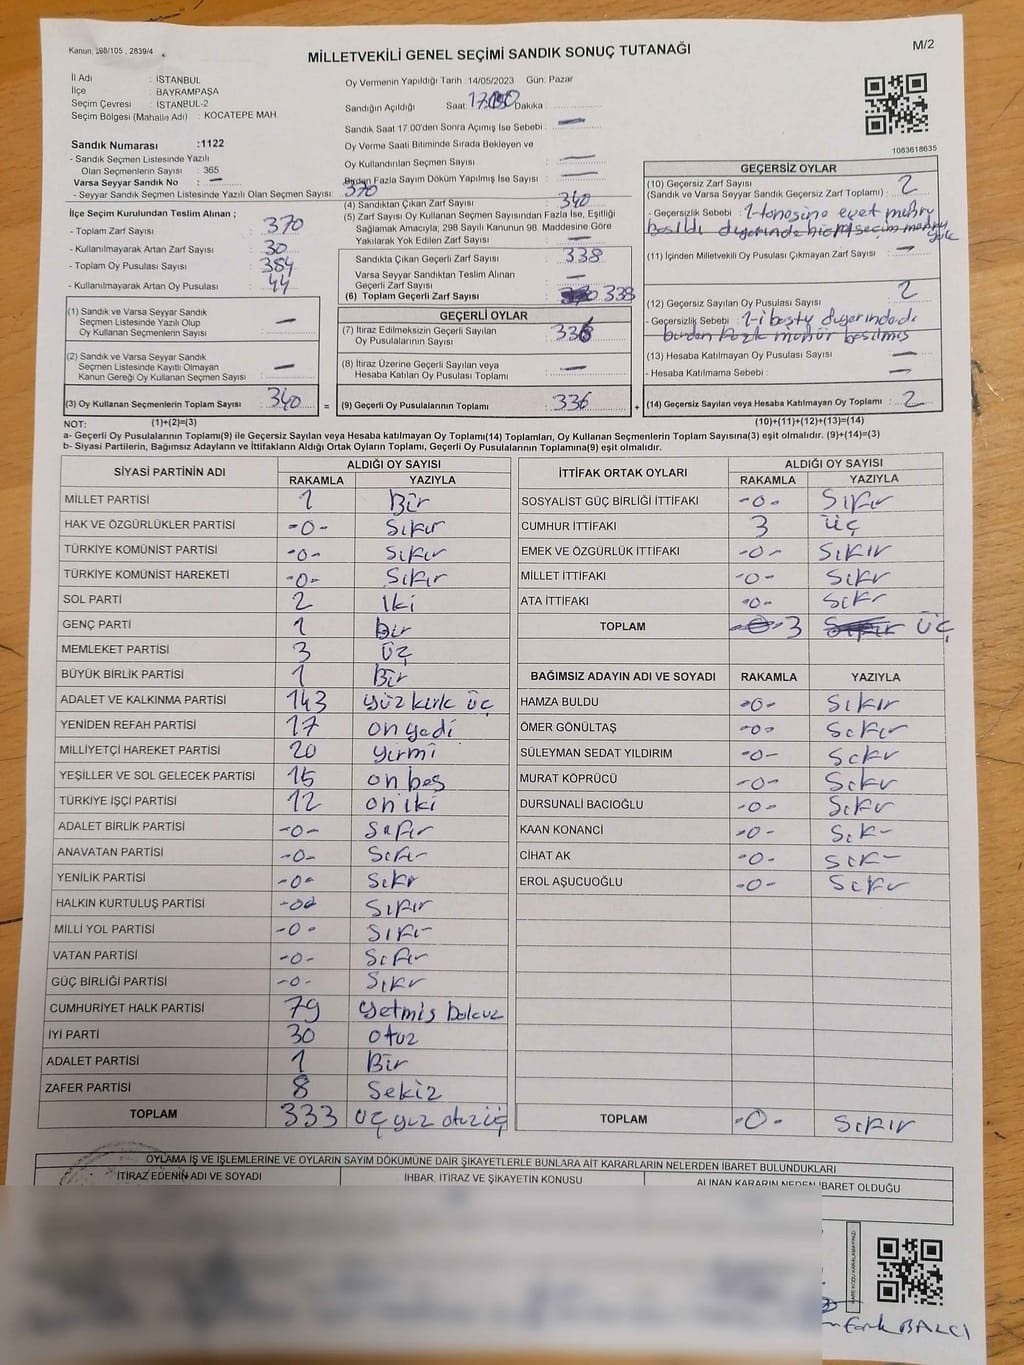 Kanun, 298/105 , 2839/4
MİLLETVEKİLİ GENEL SEÇİMİ SANDIK SONUÇ TUTANAĞI
M/2
İl Adı : İSTANBUL
İlçe : BAYRAMPAŞA
Seçim Çevresi : İSTANBUL-2
Seçim Bölgesi (Mahalle Adı) : KOCATEPE MAH.
Sandık Numarası :1122
- Sandık Seçmen Listesinde Yazılı
Olan Seçmenlerin Sayısı : 365
Varsa Seyyar Sandık No : —
- Seyyar Sandık Seçmen Listesinde Yazılı Olan Seçmen Sayısı:
İlçe Seçim Kurulundan Teslim Alınan ;
370
- Toplam Zarf Sayısı : 370
- Kullanılmayarak Artan Zarf Sayısı : 30
- Toplam Oy Pusulası Sayısı : 384
- Kullanılmayarak Artan Oy Pusulası : 44
(1) Sandık ve Varsa Seyyar Sandık
Seçmen Listesinde Yazılı Olup
Oy Kullanan Seçmenlerin Sayısı : —
(2) Sandık ve Varsa Seyyar Sandık
Seçmen Listesinde Kayıtlı Olmayan
Kanun Gereği Oy Kullanan Seçmen Sayısı : —
(3) Oy Kullanan Seçmenlerin Toplam Sayısı : 340
Oy Vermenin Yapıldığı Tarih : 14/05/2023 Gün: Pazar
Sandığın Açıldığı Saat Dakika :
Sandık Saat 17.00'den Sonra Açımış İse Sebebi : —
Oy Verme Saati Bitiminde Sırada Bekleyen ve
Oy Kullandırılan Seçmen Sayısı : —
Birden Fazla Sayım Döküm Yapılmış İse Sayısı : —
(4) Sandıktan Çıkan Zarf Sayısı : 340
(5) Zarf Sayısı Oy Kullanan Seçmen Sayısından Fazla İse, Eşitliği
Sağlamak Amacıyla, 298 Sayılı Kanunun 98. Maddesine Göre
Yakılarak Yok Edilen Zarf Sayısı : —
Sandıkta Çıkan Geçerli Zarf Sayısı : 338
Varsa Seyyar Sandıktan Teslim Alınan
Geçerli Zarf Sayısı : —
(6) Toplam Geçerli Zarf Sayısı : 338
GEÇERLİ OYLAR
(7) İtiraz Edilmeksizin Geçerli Sayılan
Oy Pusulalarının Sayısı : 336
(8) İtiraz Üzerine Geçerli Sayılan veya
Hesaba Katılan Oy Pusulası Toplamı : —
= (9) Geçerli Oy Pusulalarının Toplamı : 336
1083618635
GEÇERSİZ OYLAR
(10) Geçersiz Zarf Sayısı
(Sandık ve Varsa Seyyar Sandık Geçersiz Zarf Toplamı) : 2
- Geçersizlik Sebebi : 1-tanesine evet mührü
basıldı diğerinde hiç seçim mührü
yok
(11) İçinden Milletvekili Oy Pusulası Çıkmayan Zarf Sayısı : —
(12) Geçersiz Sayılan Oy Pusulası Sayısı : 2
- Geçersizlik Sebebi : 1-i boştu diğerinde de
birden fazla mühür basılmış
(13) Hesaba Katılmayan Oy Pusulası Sayısı : —
- Hesaba Katılmama Sebebi : —
+ (14) Geçersiz Sayılan veya Hesaba Katılmayan Oy Toplamı : 2
NOT: (1)+(2)=(3)
(10)+(11)+(12)+(13)=(14)
a- Geçerli Oy Pusulalarının Toplamı(9) ile Geçersiz Sayılan veya Hesaba Katılmayan Oy Toplamı(14) Toplamları, Oy Kullanan Seçmenlerin Toplam Sayısına(3) eşit olmalıdır. (9)+(14)=(3)
b- Siyasi Partilerin, Bağımsız Adayların ve İttifakların Aldığı Ortak Oyların Toplamı, Geçerli Oy Pusulalarının Toplamına(9) eşit olmalıdır.
SİYASİ PARTİNİN ADI ALDIĞI OY SAYISI
RAKAMLA YAZIYLA
MİLLET PARTİSİ 1 Bir
HAK VE ÖZGÜRLÜKLER PARTİSİ -0- Sıfır
TÜRKİYE KOMÜNİST PARTİSİ -0- Sıfır
TÜRKİYE KOMÜNİST HAREKETİ -0- Sıfır
SOL PARTİ 2 İki
GENÇ PARTİ 1 Bir
MEMLEKET PARTİSİ 3 Üç
BÜYÜK BİRLİK PARTİSİ 1 Bir
ADALET VE KALKINMA PARTİSİ 143 yüz kırk üç
YENİDEN REFAH PARTİSİ 17 on yedi
MİLLİYETÇİ HAREKET PARTİSİ 20 yirmi
YEŞİLLER VE SOL GELECEK PARTİSİ 15 on beş
TÜRKİYE İŞÇİ PARTİSİ 12 on iki
ADALET BİRLİK PARTİSİ -0- Sıfır
ANAVATAN PARTİSİ -0- Sıfır
YENİLİK PARTİSİ -0- Sıfır
HALKIN KURTULUŞ PARTİSİ -0- Sıfır
MİLLİ YOL PARTİSİ -0- Sıfır
VATAN PARTİSİ -0- Sıfır
GÜÇ BİRLİĞİ PARTİSİ -0- Sıfır
CUMHURİYET HALK PARTİSİ 79 yetmiş dokuz
İYİ PARTİ 30 otuz
ADALET PARTİSİ 1 Bir
ZAFER PARTİSİ 8 Sekiz
TOPLAM 333 üç yüz otuz üç
İTTİFAK ORTAK OYLARI ALDIĞI OY SAYISI
RAKAMLA YAZIYLA
SOSYALİST GÜÇ BİRLİĞİ İTTİFAKI -0- Sıfır
CUMHUR İTTİFAKI 3 üç
EMEK VE ÖZGÜRLÜK İTTİFAKI -0- Sıfır
MİLLET İTTİFAKI -0- Sıfır
ATA İTTİFAKI -0- Sıfır
TOPLAM -0- 3 Sıfır ÜÇ
BAĞIMSIZ ADAYIN ADI VE SOYADI RAKAMLA YAZIYLA
HAMZA BULDU -0- Sıfır
ÖMER GÖNÜLTAŞ -0- Sıfır
SÜLEYMAN SEDAT YILDIRIM -0- Sıfır
MURAT KÖPRÜCÜ -0- Sıfır
DURSUNALİ BACIOĞLU -0- Sıfır
KAAN KONANCİ -0- Sıfır
CİHAT AK -0- Sıfır
EROL AŞUCUOĞLU -0- Sıfır
TOPLAM -0- Sıfır
OYLAMA İŞ VE İŞLEMLERİNE VE OYLARIN SAYIM DÖKÜMÜNE DAİR ŞİKAYETLERLE BUNLARA AİT KARARLARIN NELERDEN İBARET BULUNDUKLARI
İTİRAZ EDENİN ADI VE SOYADI İHBAR, İTİRAZ VE ŞİKAYETİN KONUSU ALINAN KARARIN NEDEN İBARET OLDUĞU
BALCI